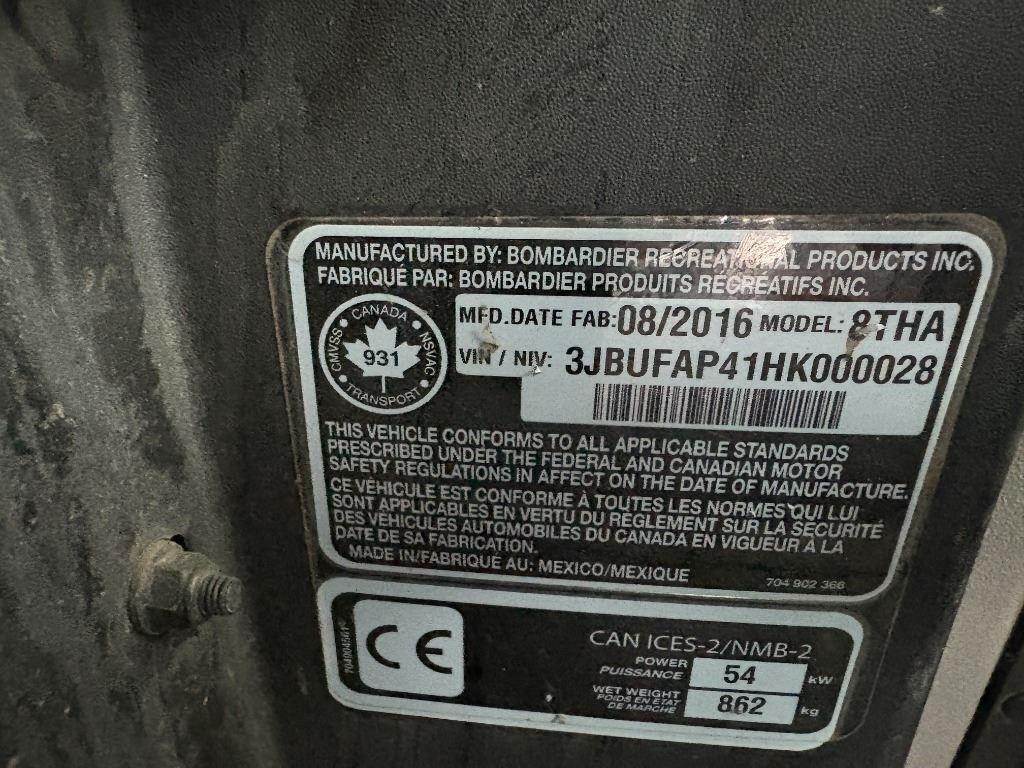 MANUFACTURED BY: BOMBARDIER RECREATIONAL PRODUCTS INC.
FABRIQUÉ PAR: BOMBARDIER PRODUITS RÉCRÉATIFS INC.
CANADA
CMVSS
NSVAC
931
TRANSPORT
MFD.DATE FAB:08/2016 MODEL: 8THA
VIN / NIV: 3JBUFAP41HK000028
THIS VEHICLE CONFORMS TO ALL APPLICABLE STANDARDS
PRESCRIBED UNDER THE FEDERAL AND CANADIAN MOTOR
SAFETY REGULATIONS IN AFFECT ON THE DATE OF MANUFACTURE.
CE VÉHICULE EST CONFORME À TOUTES LES NORMES QUI LUI
SONT APPLICABLES EN VERTU DU RÈGLEMENT SUR LA SÉCURITÉ
DES VÉHICULES AUTOMOBILES DU CANADA EN VIGUEUR À LA
DATE DE SA FABRICATION.
MADE IN/FABRIQUÉ AU: MEXICO/MEXIQUE
704 902 366
CE
CAN ICES-2/NMB-2
POWER
PUISSANCE
54 kW
WET WEIGHT
POIDS EN ÉTAT
DE MARCHE
862 kg